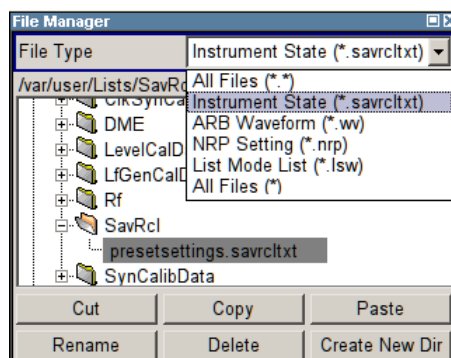 File Manager
File Type
Instrument State (*.savrcltxt)
/var/user/Lists/SavRc
All Files (*.*)
Instrument State (*.savrcltxt)
ARB Waveform (*.wv)
NRP Setting (*.nrp)
List Mode List (*.lsw)
All Files (*)
ClkSynCa
DME
LevelCalD
LfGenCalD
Rf
SavRcl
presetsettings.savrcltxt
SynCalibData
Cut
Copy
Paste
Rename
Delete
Create New Dir